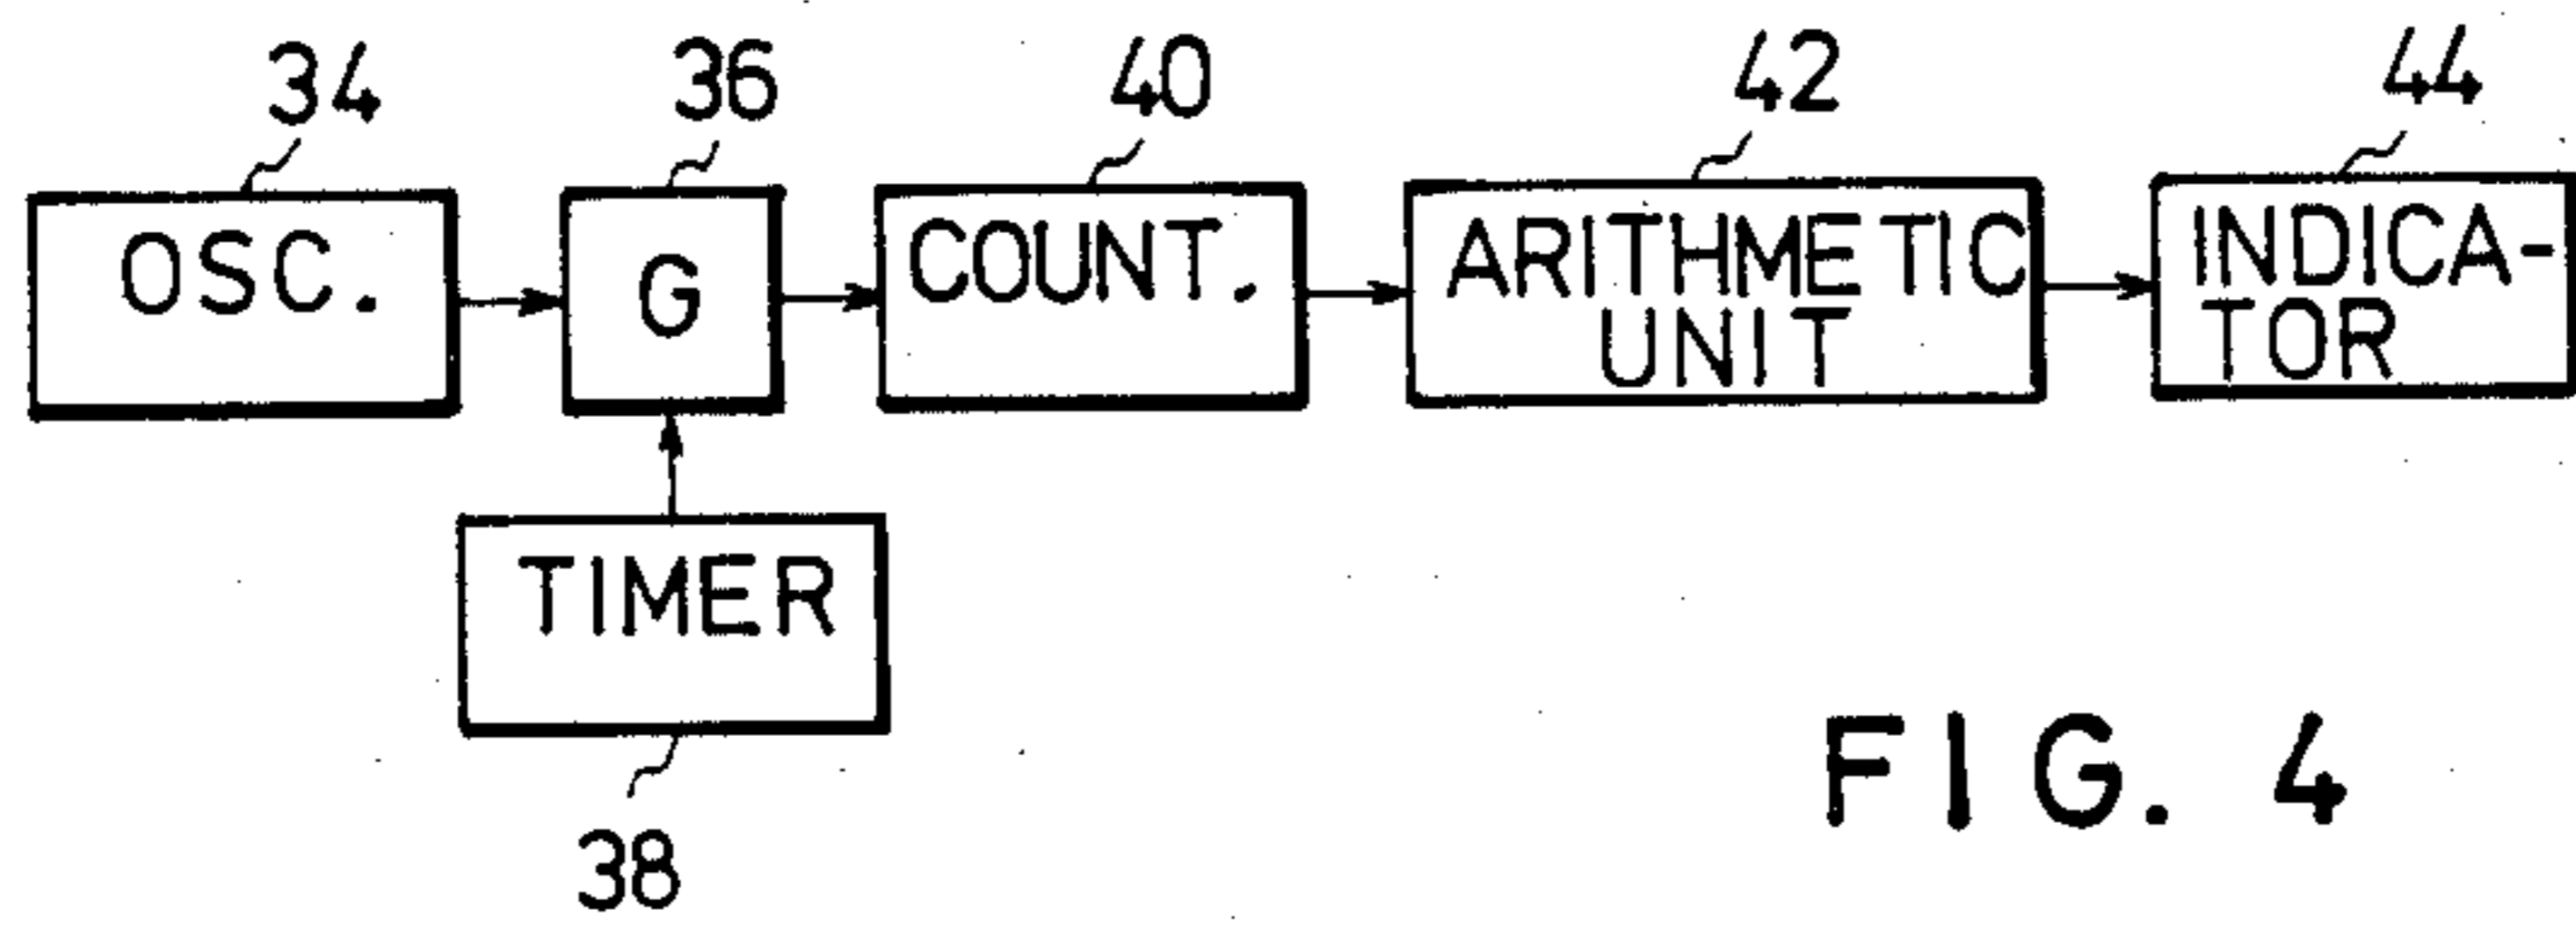 34
36
40
42
44
OSC.
G
COUNT.
ARITHMETIC
UNIT
INDICA-
TOR
TIMER
38
FIG. 4